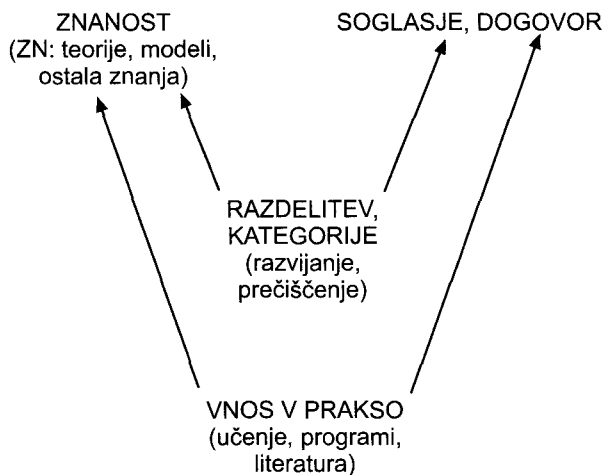 ZNANOST
(ZN: teorije, modeli,
ostala znanja)
SOGLASJE, DOGOVOR
RAZDELITEV,
KATEGORIJE
(razvijanje,
prečiščenje)
VNOS V PRAKSO
(učenje, programi,
literatura)